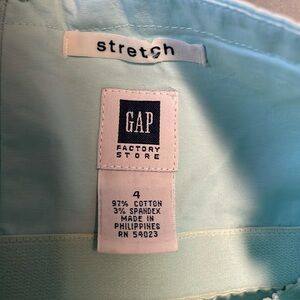 stretch
GAP
FACTORY
STORE
4
97% COTTON
3% SPANDEX
MADE IN
PHILIPPINES
RN 54023